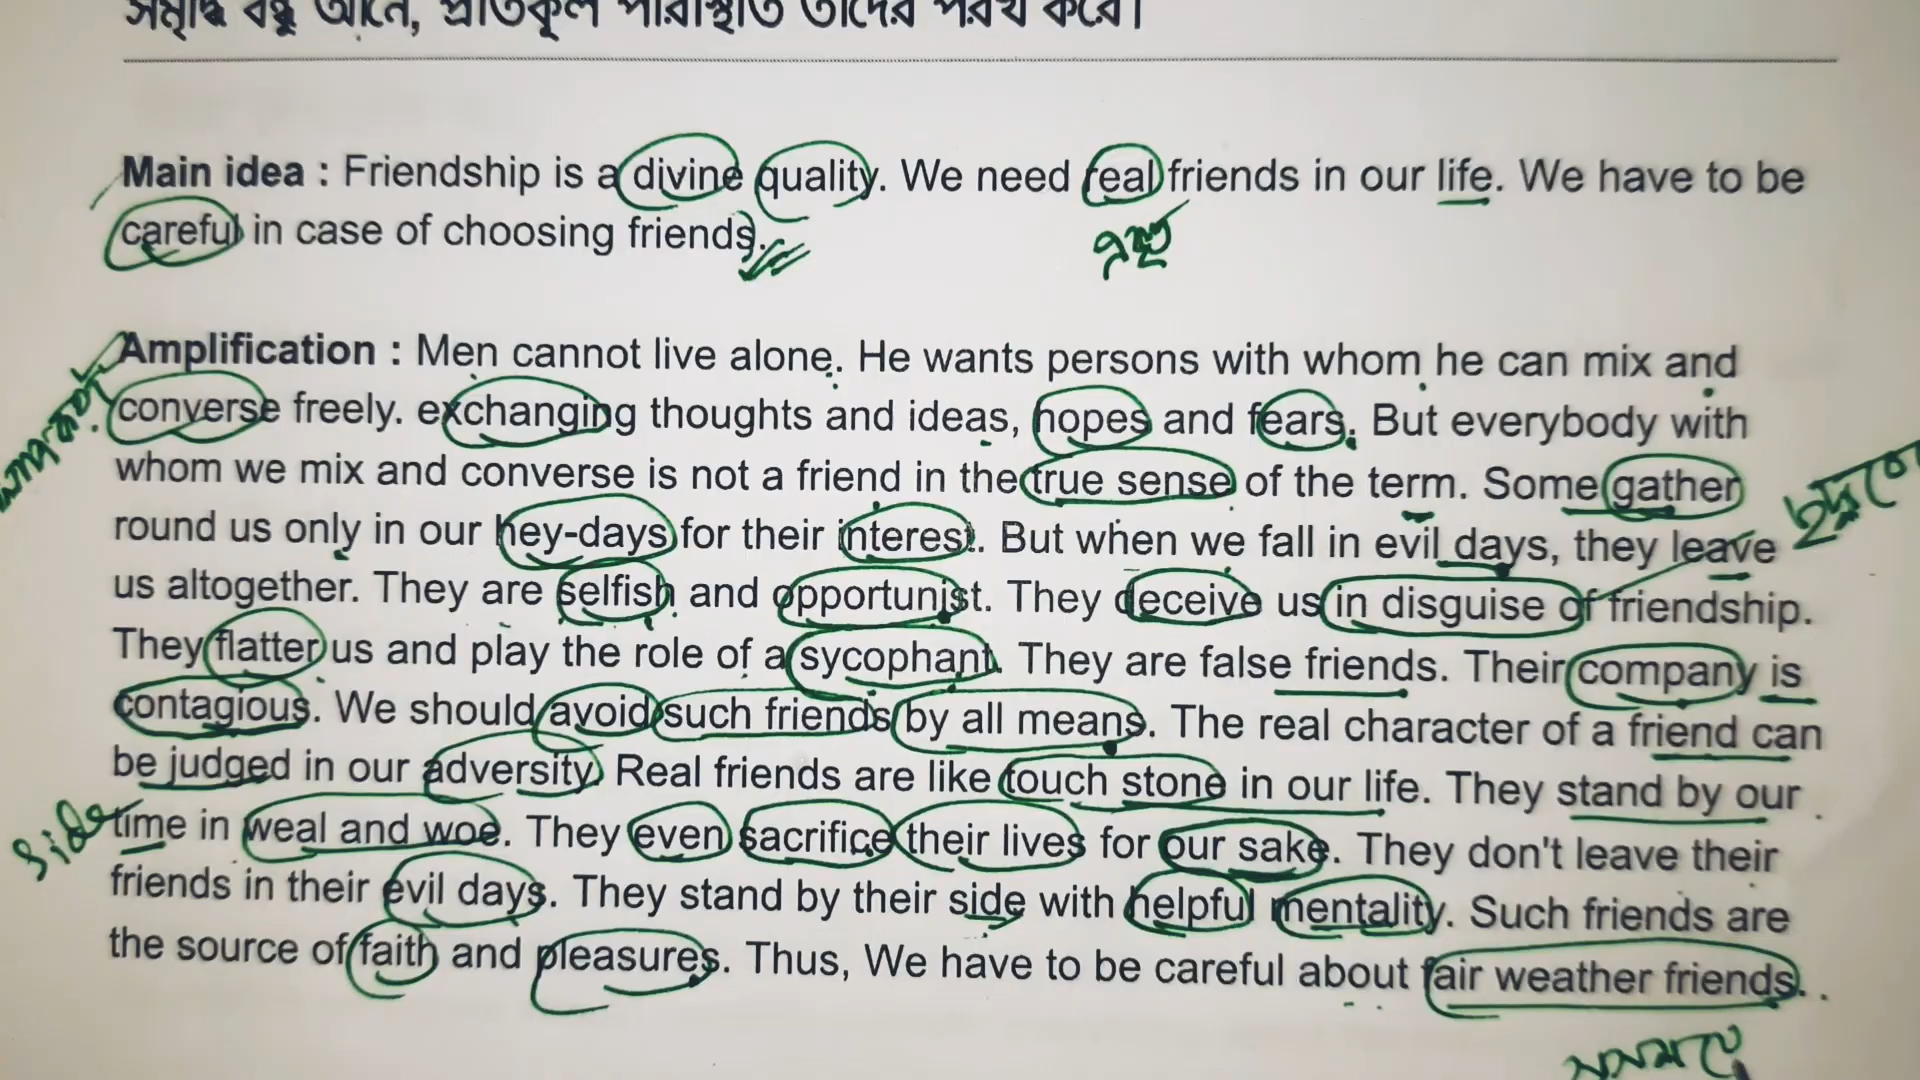 সমৃদ্ধি বন্ধু আনে, প্রতিকূল পরিস্থিতি তাদের পরখ করে।
Main idea : Friendship is a divine quality. We need real friends in our life. We have to be
careful in case of choosing friends.
Amplification : Men cannot live alone. He wants persons with whom he can mix and
converse freely. exchanging thoughts and ideas, hopes and fears. But everybody with
whom we mix and converse is not a friend in the true sense of the term. Some gather
round us only in our hey-days for their interest. But when we fall in evil days, they leave
us altogether. They are selfish and opportunist. They deceive us in disguise of friendship.
They flatter us and play the role of a sycophant. They are false friends. Their company is
contagious. We should avoid such friends by all means. The real character of a friend can
be judged in our adversity. Real friends are like touch stone in our life. They stand by our
side
time in weal and woe. They even sacrifice their lives for our sake. They don't leave their
friends in their evil days. They stand by their side with helpful mentality. Such friends are
the source of faith and pleasures. Thus, We have to be careful about fair weather friends.